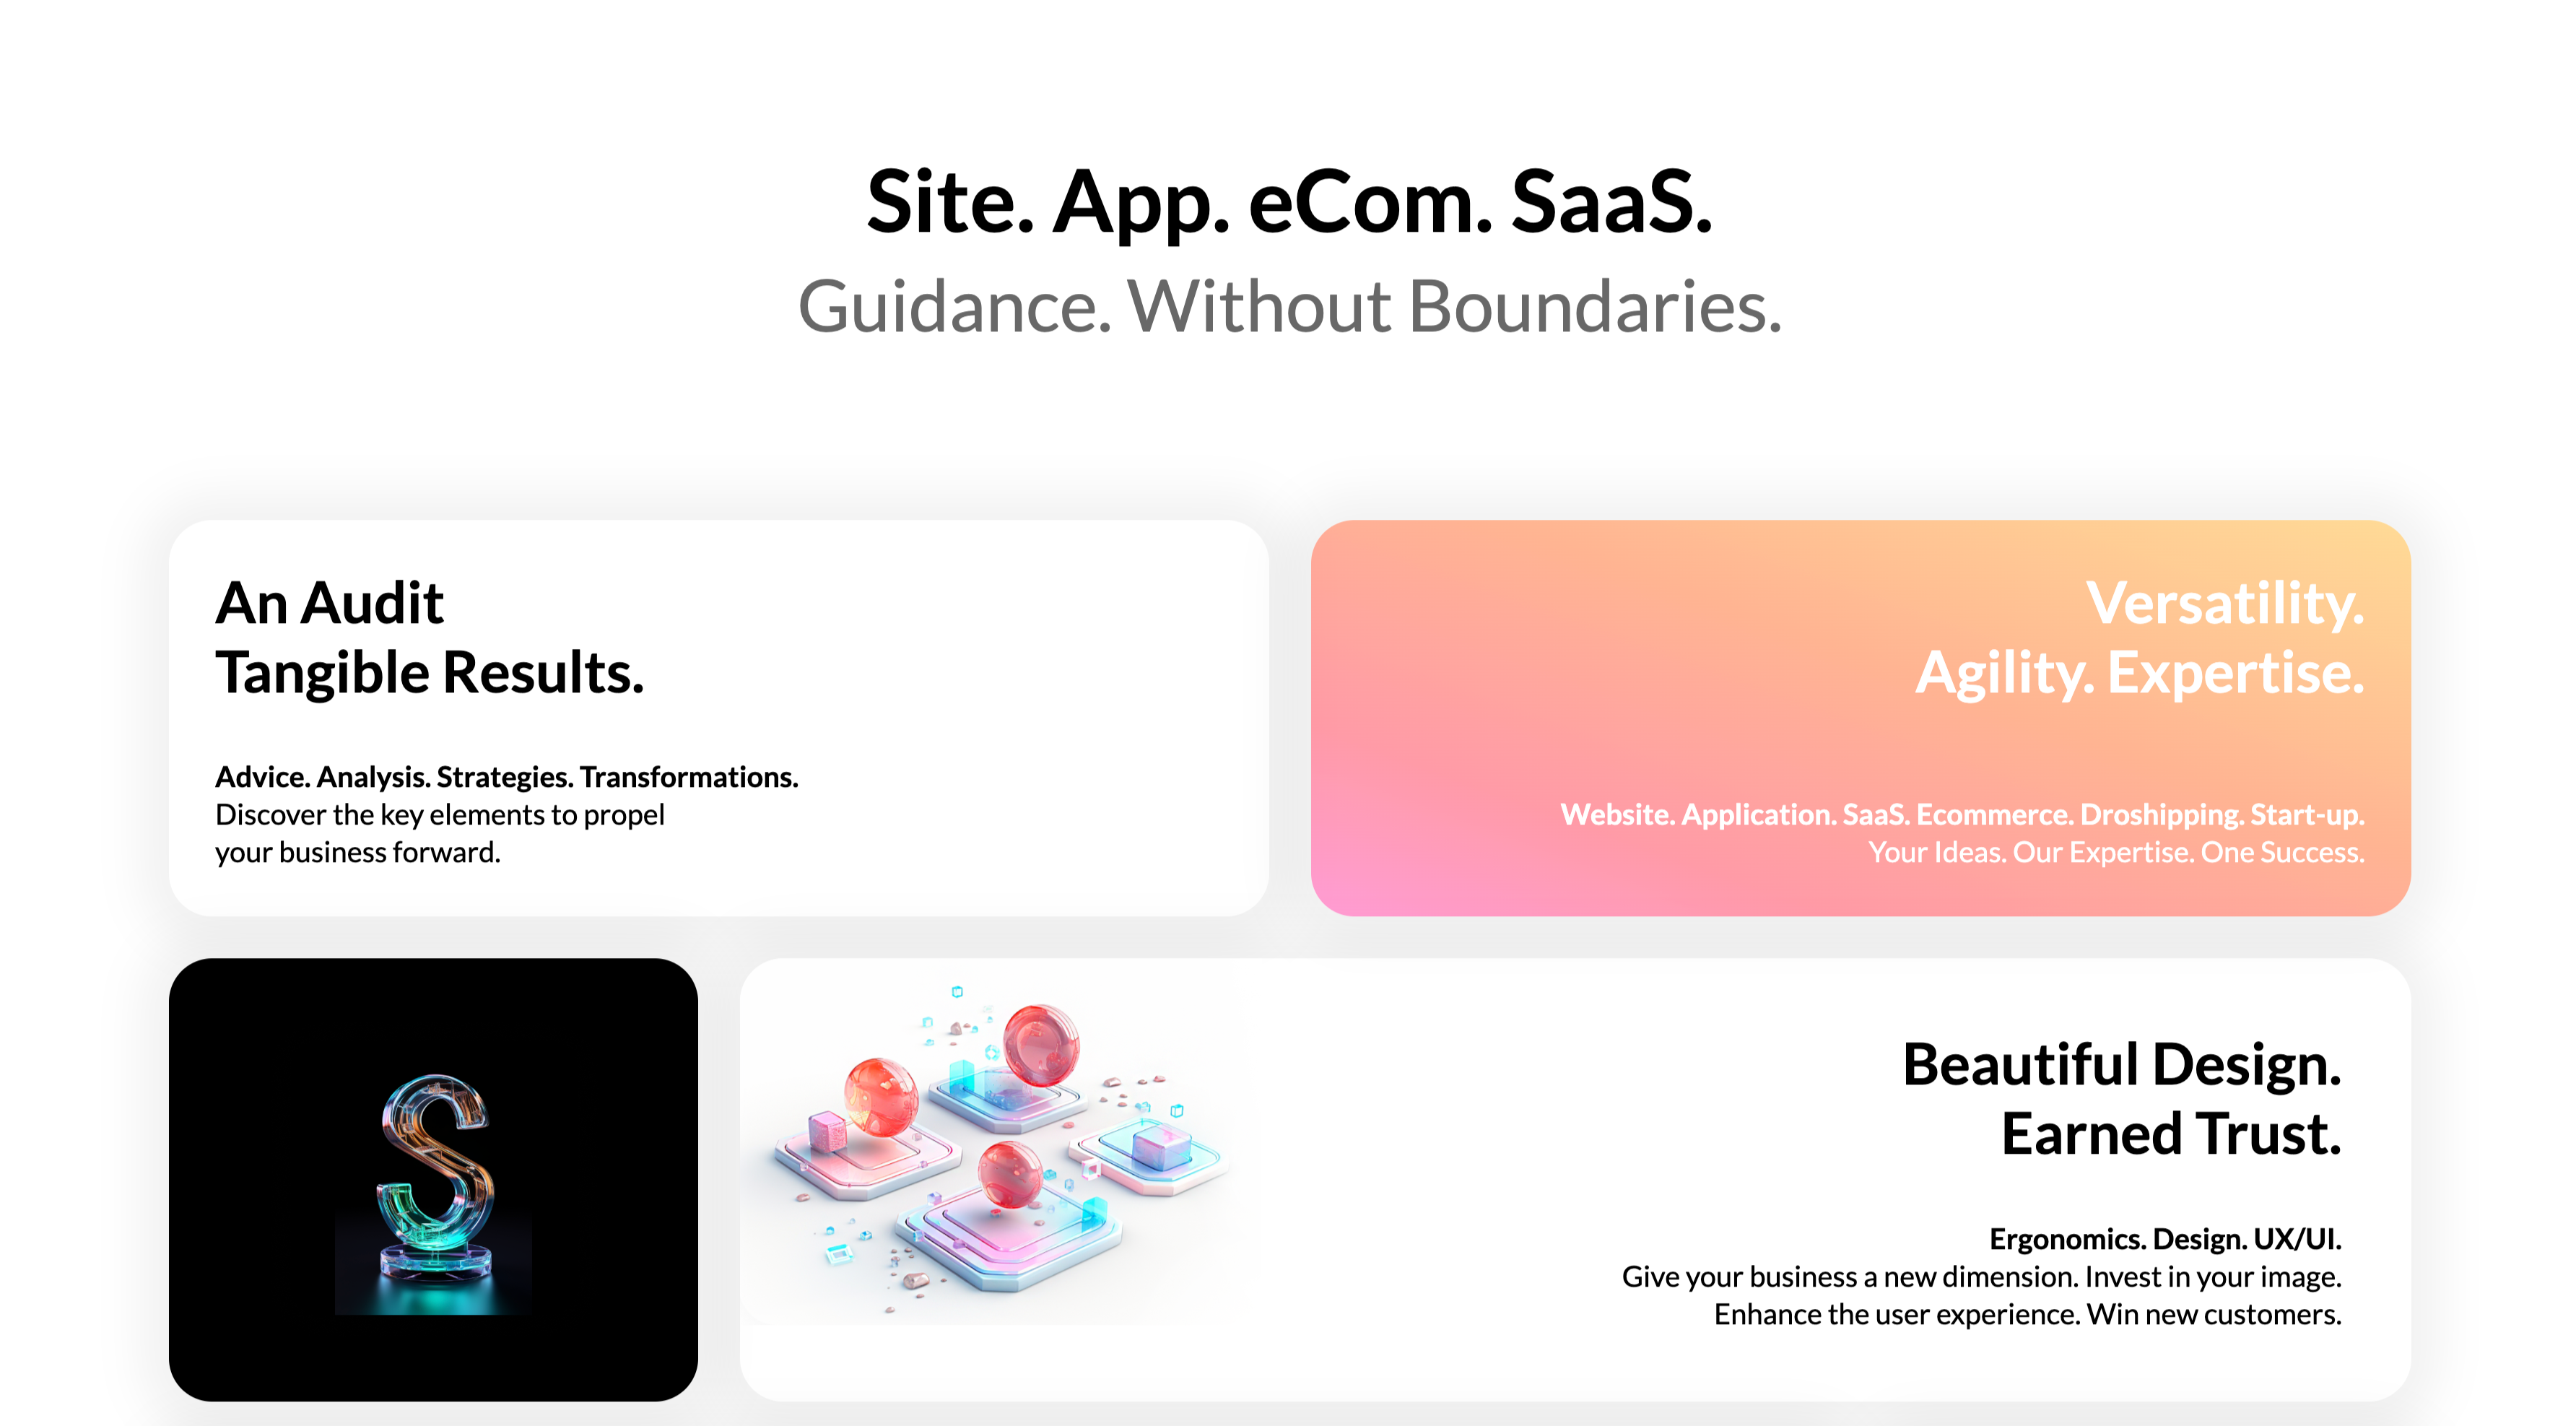 Site. App. eCom. SaaS.
Guidance. Without Boundaries.
An Audit
Tangible Results.
Advice. Analysis. Strategies. Transformations.
Discover the key elements to propel
your business forward.
Versatility.
Agility. Expertise.
Website. Application. SaaS. Ecommerce. Droshipping. Start-up.
Your Ideas. Our Expertise. One Success.
S
Beautiful Design.
Earned Trust.
Ergonomics. Design. UX/UI.
Give your business a new dimension. Invest in your image.
Enhance the user experience. Win new customers.